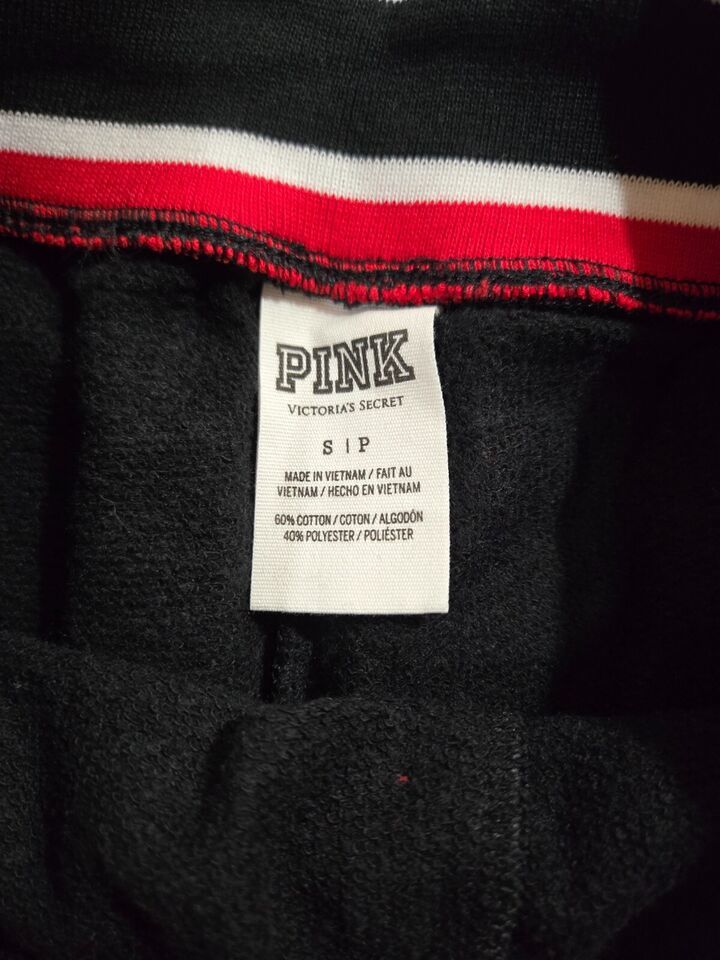 PINK
VICTORIA'S SECRET
S | P
MADE IN VIETNAM / FAIT AU
VIETNAM / HECHO EN VIETNAM
60% COTTON / COTON / ALGODÓN
40% POLYESTER / POLIÉSTER